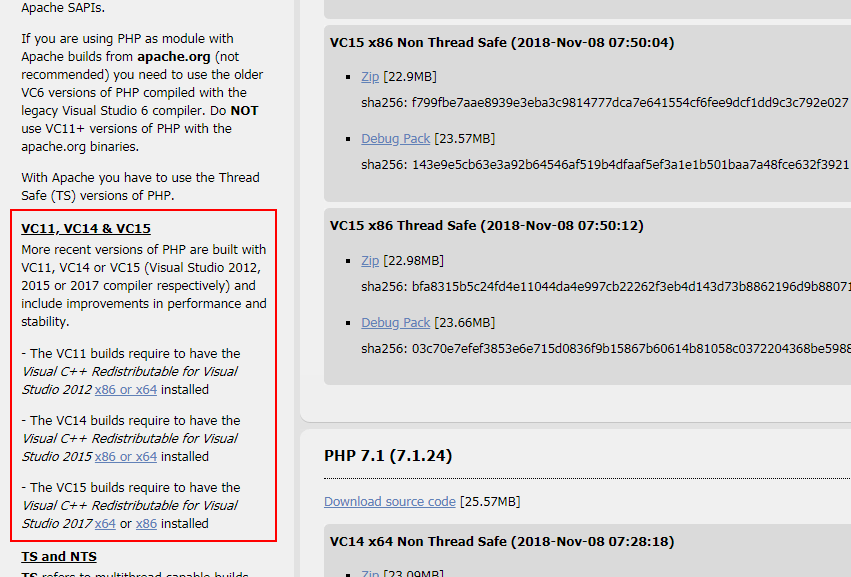 Apache SAPIs.
If you are using PHP as module with
Apache builds from apache.org (not
recommended) you need to use the older
VC6 versions of PHP compiled with the
legacy Visual Studio 6 compiler. Do NOT
use VC11+ versions of PHP with the
apache.org binaries.
With Apache you have to use the Thread
Safe (TS) versions of PHP.
VC11, VC14 & VC15
More recent versions of PHP are built with
VC11, VC14 or VC15 (Visual Studio 2012,
2015 or 2017 compiler respectively) and
include improvements in performance and
stability.
- The VC11 builds require to have the
Visual C++ Redistributable for Visual
Studio 2012 x86 or x64 installed
- The VC14 builds require to have the
Visual C++ Redistributable for Visual
Studio 2015 x86 or x64 installed
- The VC15 builds require to have the
Visual C++ Redistributable for Visual
Studio 2017 x64 or x86 installed
TS and NTS
TS refers to multithread capable builds.
VC15 x86 Non Thread Safe (2018-Nov-08 07:50:04)
Zip [22.9MB]
sha256: f799fbe7aae8939e3eba3c9814777dca7e641554cf6fee9dcf1dd9c3c792e027
Debug Pack [23.57MB]
sha256: 143e9e5cb63e3a92b64546af519b4dfaaf5ef3a1e1b501baa7a48fce632f3921
VC15 x86 Thread Safe (2018-Nov-08 07:50:12)
Zip [22.98MB]
sha256: bfa8315b5c24fd4e11044da4e997cb22262f3eb4d143d73b8862196d9b88071
Debug Pack [23.66MB]
sha256: 03c70e7efef3853e6e715d0836f9b15867b60614b81058c0372204368be5988
PHP 7.1 (7.1.24)
Download source code [25.57MB]
VC14 x64 Non Thread Safe (2018-Nov-08 07:28:18)
Zip [23.09MB]